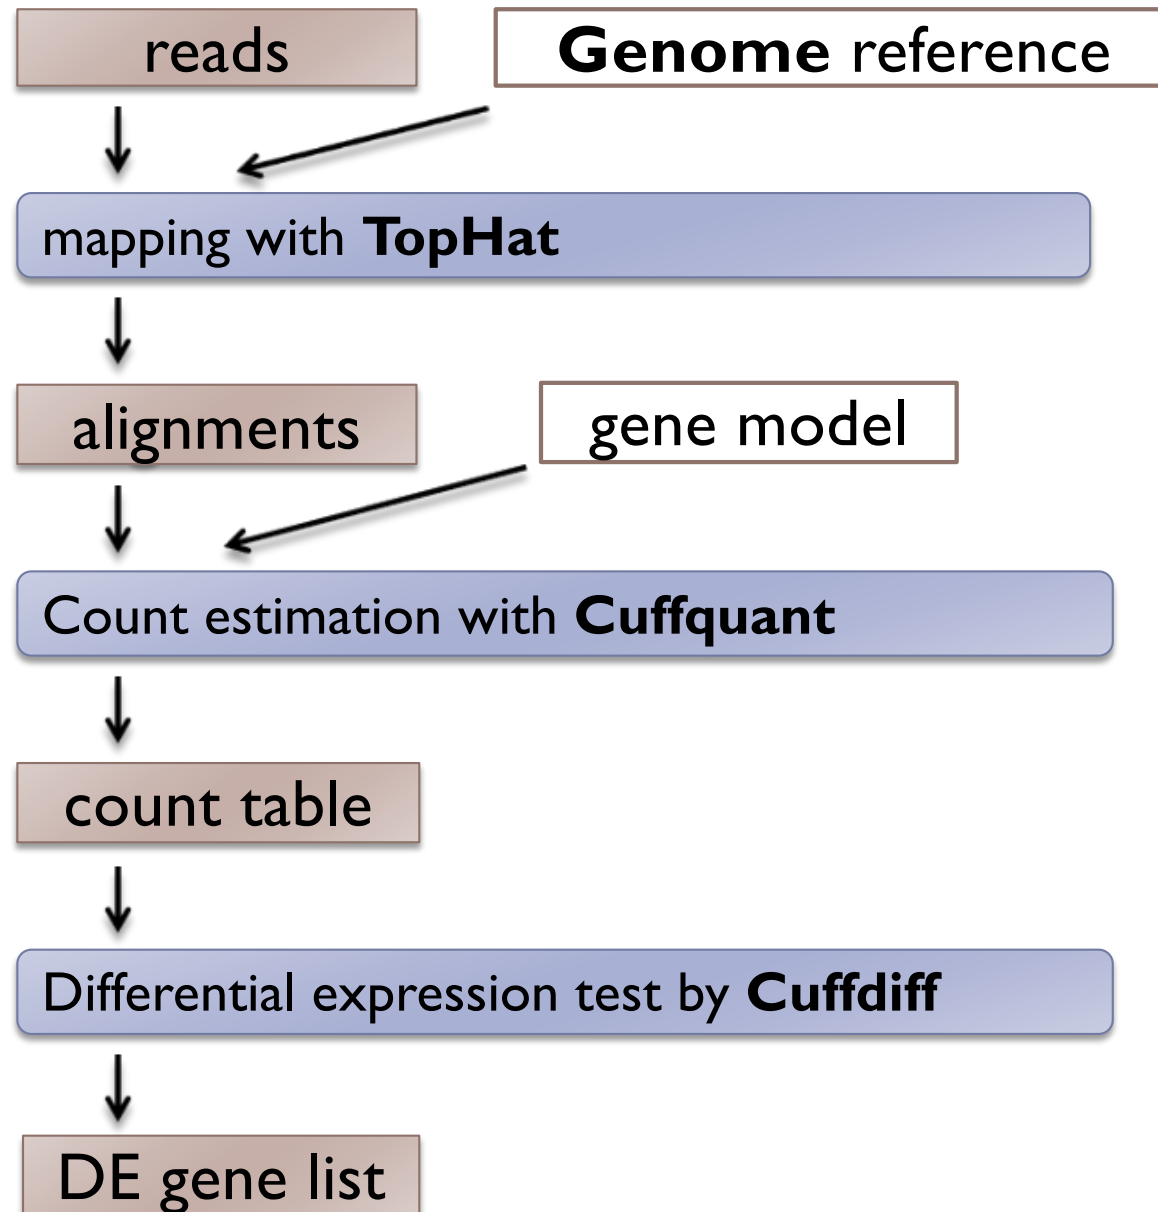 reads
Genome reference
mapping with TopHat
alignments
gene model
Count estimation with Cuffquant
count table
Differential expression test by Cuffdiff
DE gene list